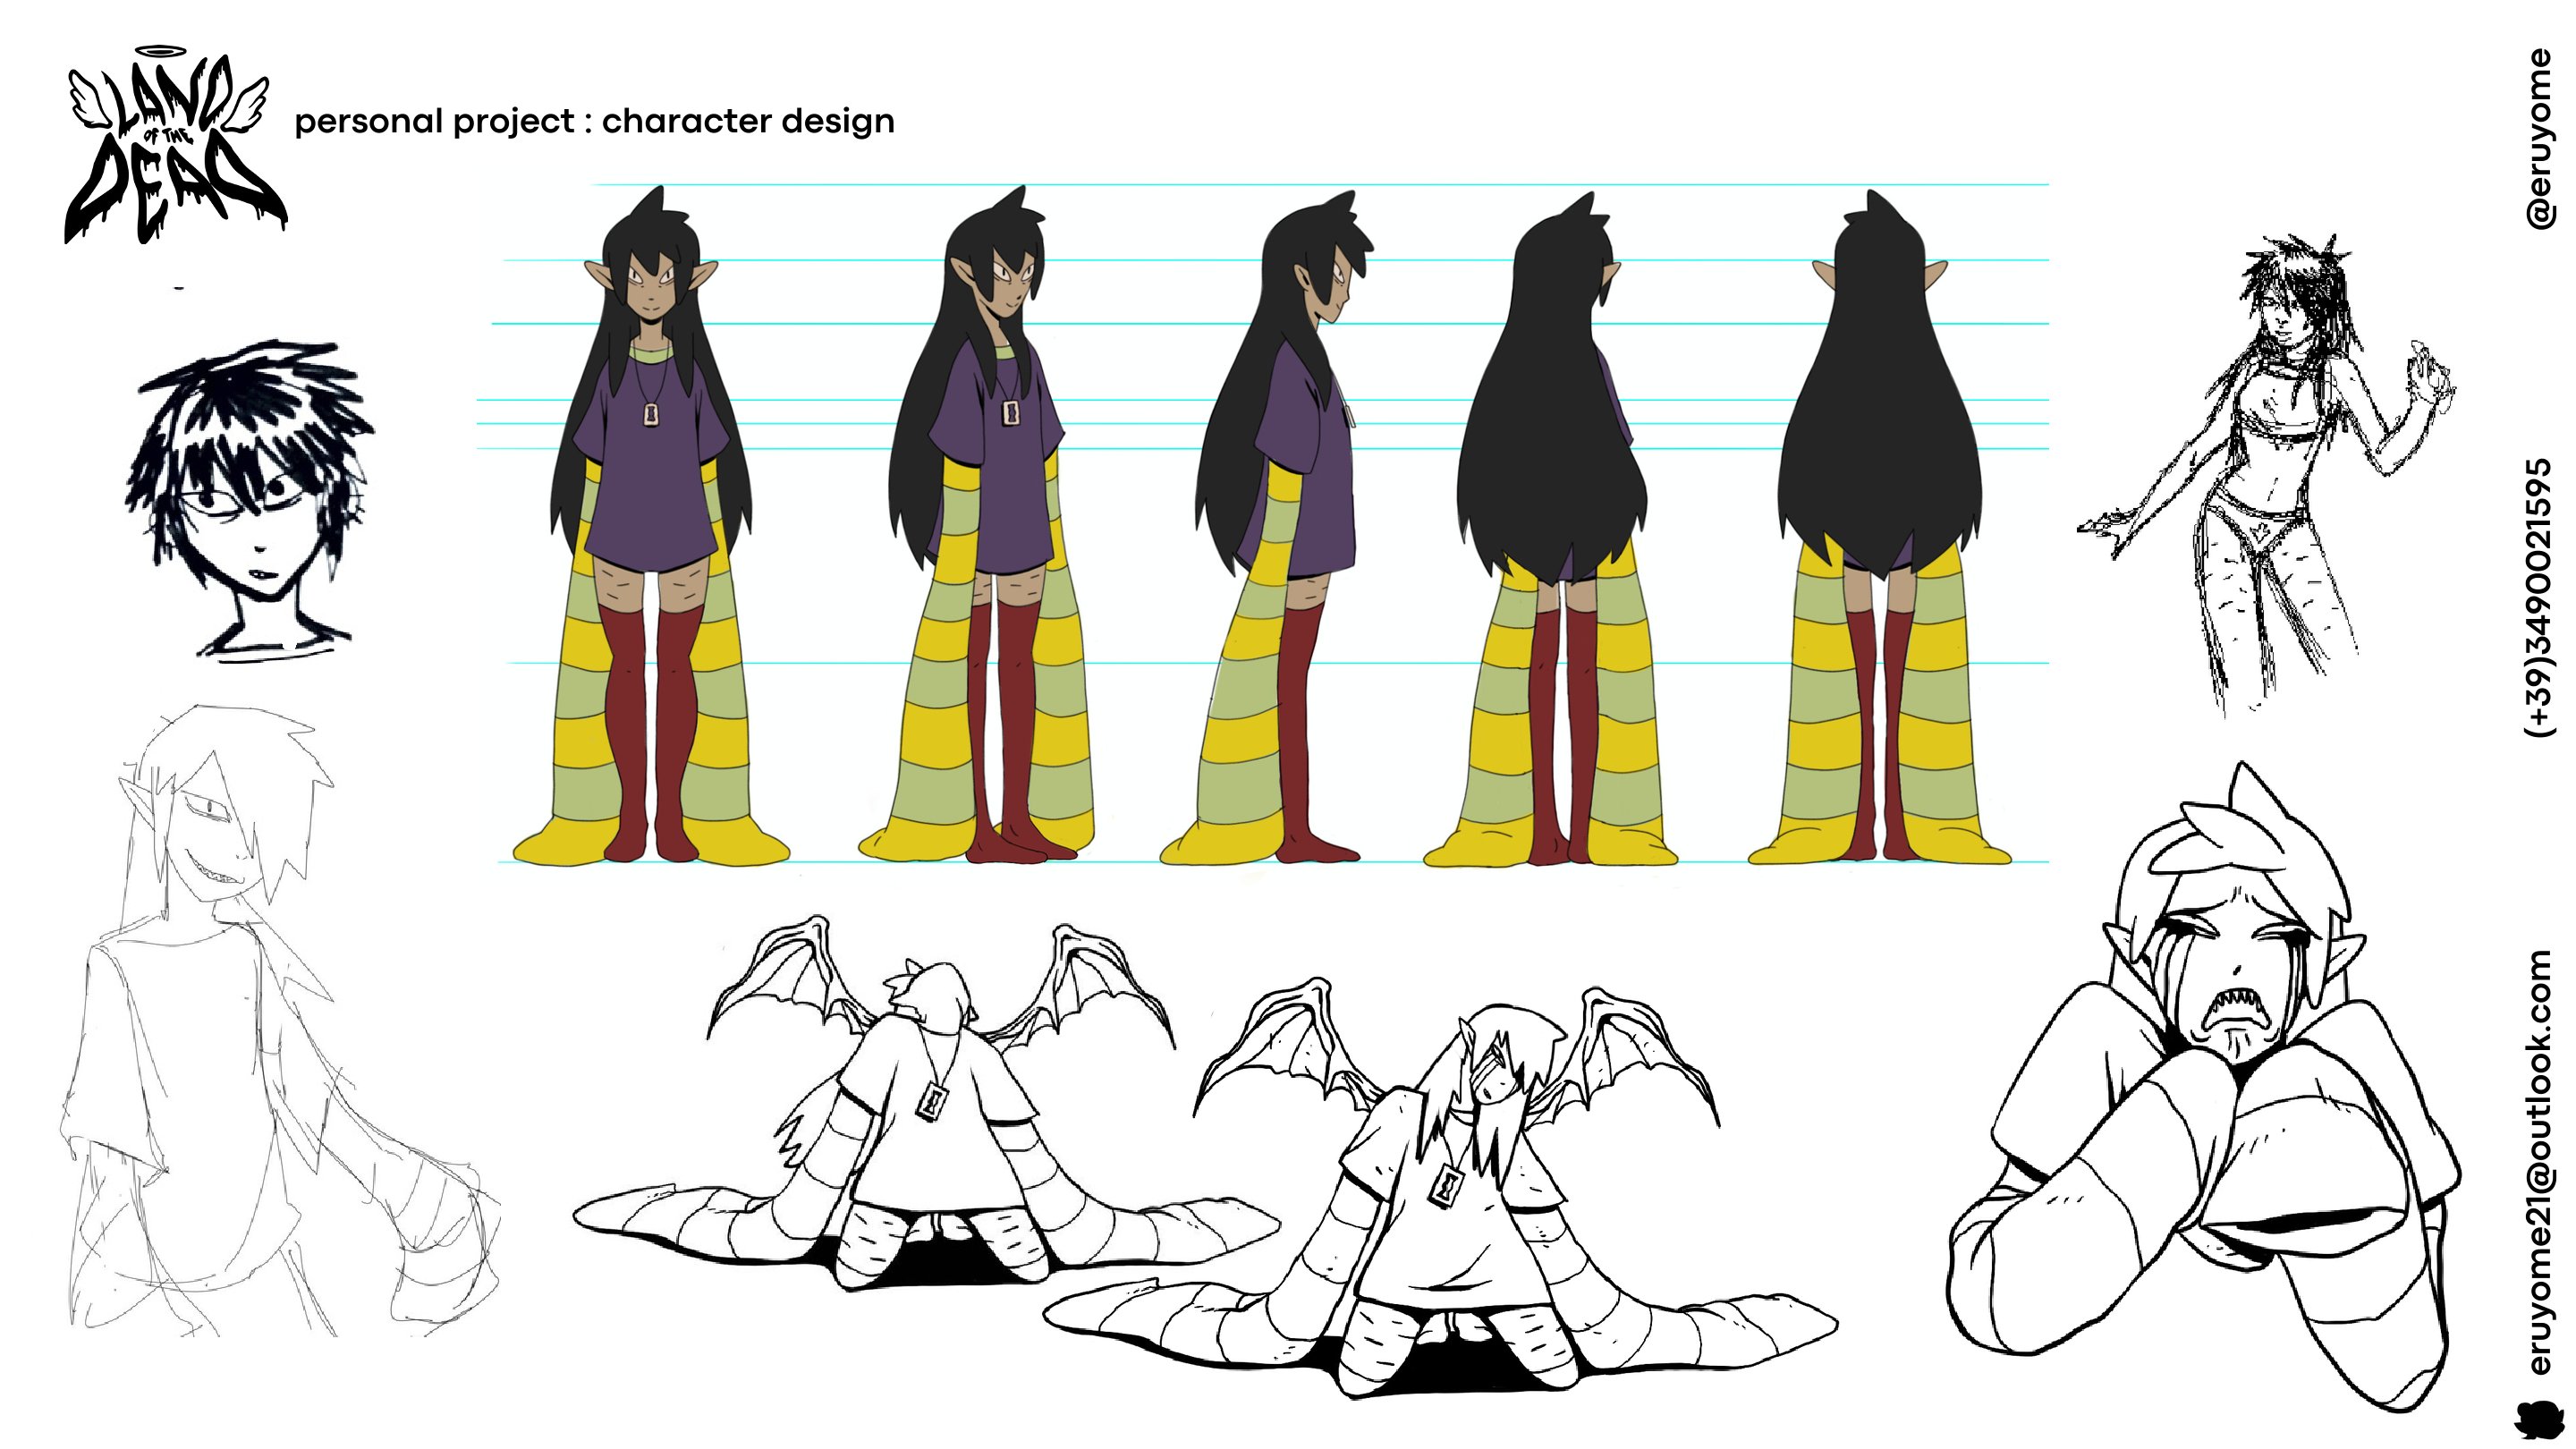 LAND
OF THE
DEAD
personal project : character design
@eruyome
(+39)3490021595
eruyome21@outlook.com